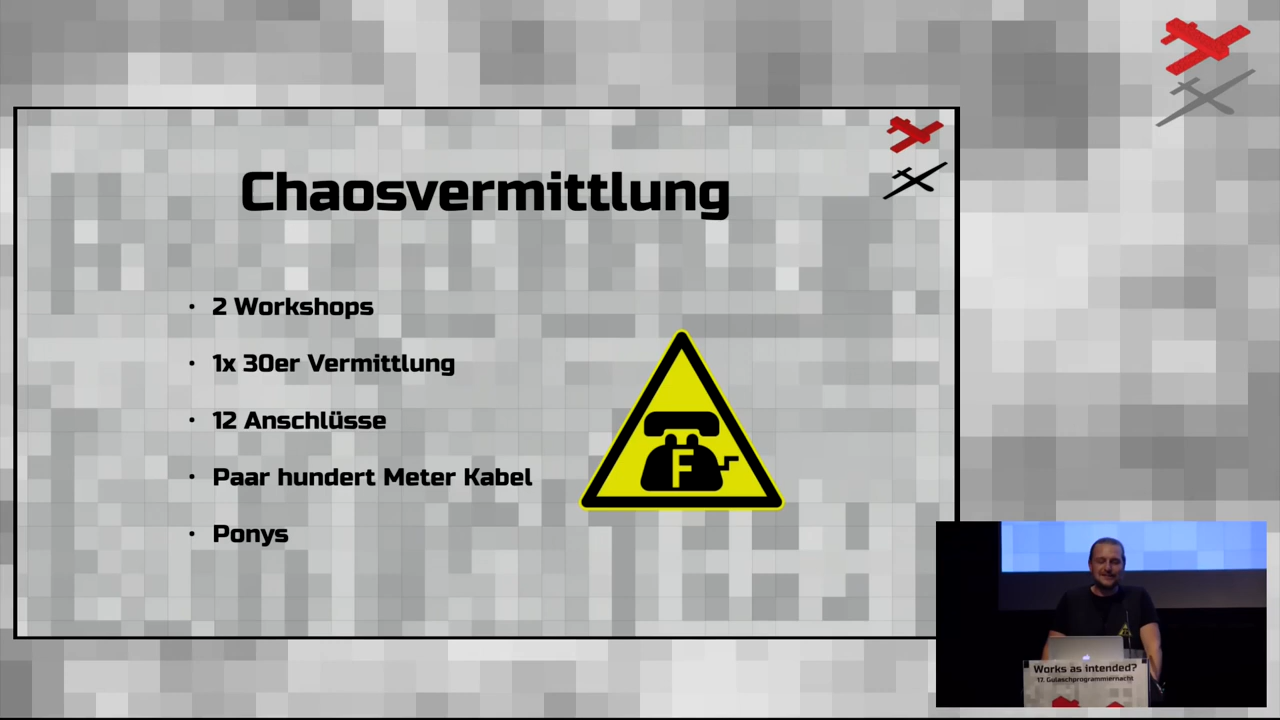 Chaosvermittlung
• 2 Workshops
• 1x 30er Vermittlung
• 12 Anschlüsse
• Paar hundert Meter Kabel
• Ponys
F
F
Works as intended?
17. Gulaschprogrammiernacht